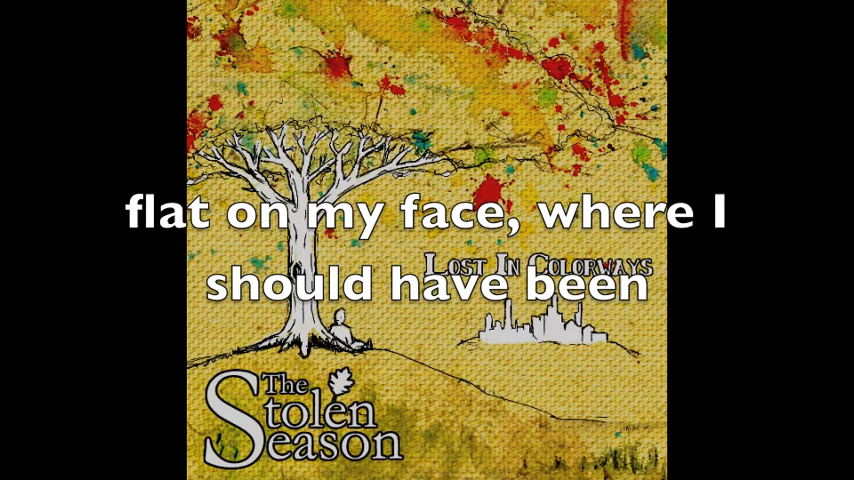 flat on my face, where I
Lost In Colorways
should have been
The
Stolen
Season